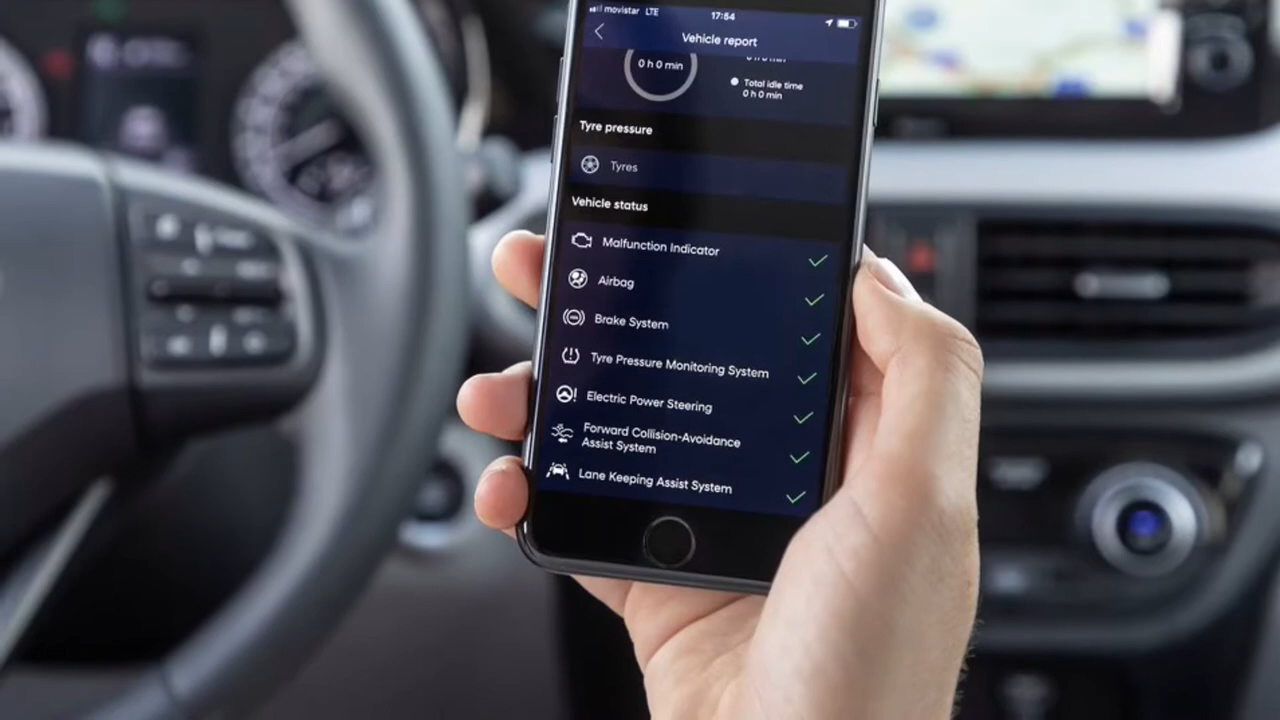 movistar LTE 17:54
Vehicle report
0 h 0 min
Total idle time
0 h 0 min
Tyre pressure
Tyres
Vehicle status
Malfunction Indicator
Airbag
Brake System
Tyre Pressure Monitoring System
Electric Power Steering
Forward Collision-Avoidance
Assist System
Lane Keeping Assist System